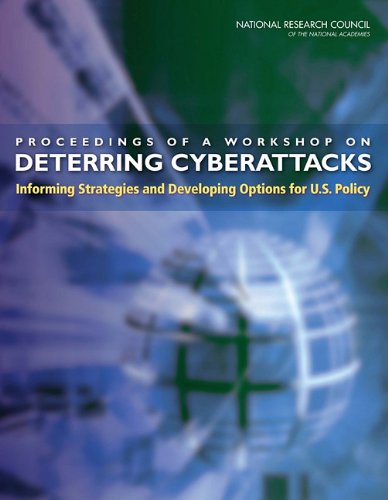 NATIONAL RESEARCH COUNCIL
OF THE NATIONAL ACADEMIES
PROCEEDINGS OF A WORKSHOP ON
DETERRING CYBERATTACKS
Informing Strategies and Developing Options for U.S. Policy